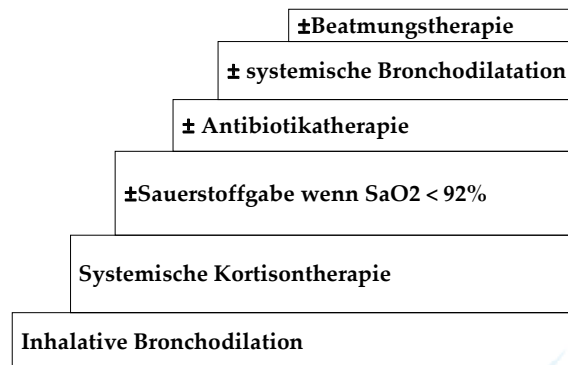 ±Beatmungstherapie
± systemische Bronchodilatation
± Antibiotikatherapie
±Sauerstoffgabe wenn SaO2 < 92%
Systemische Kortisontherapie
Inhalative Bronchodilation